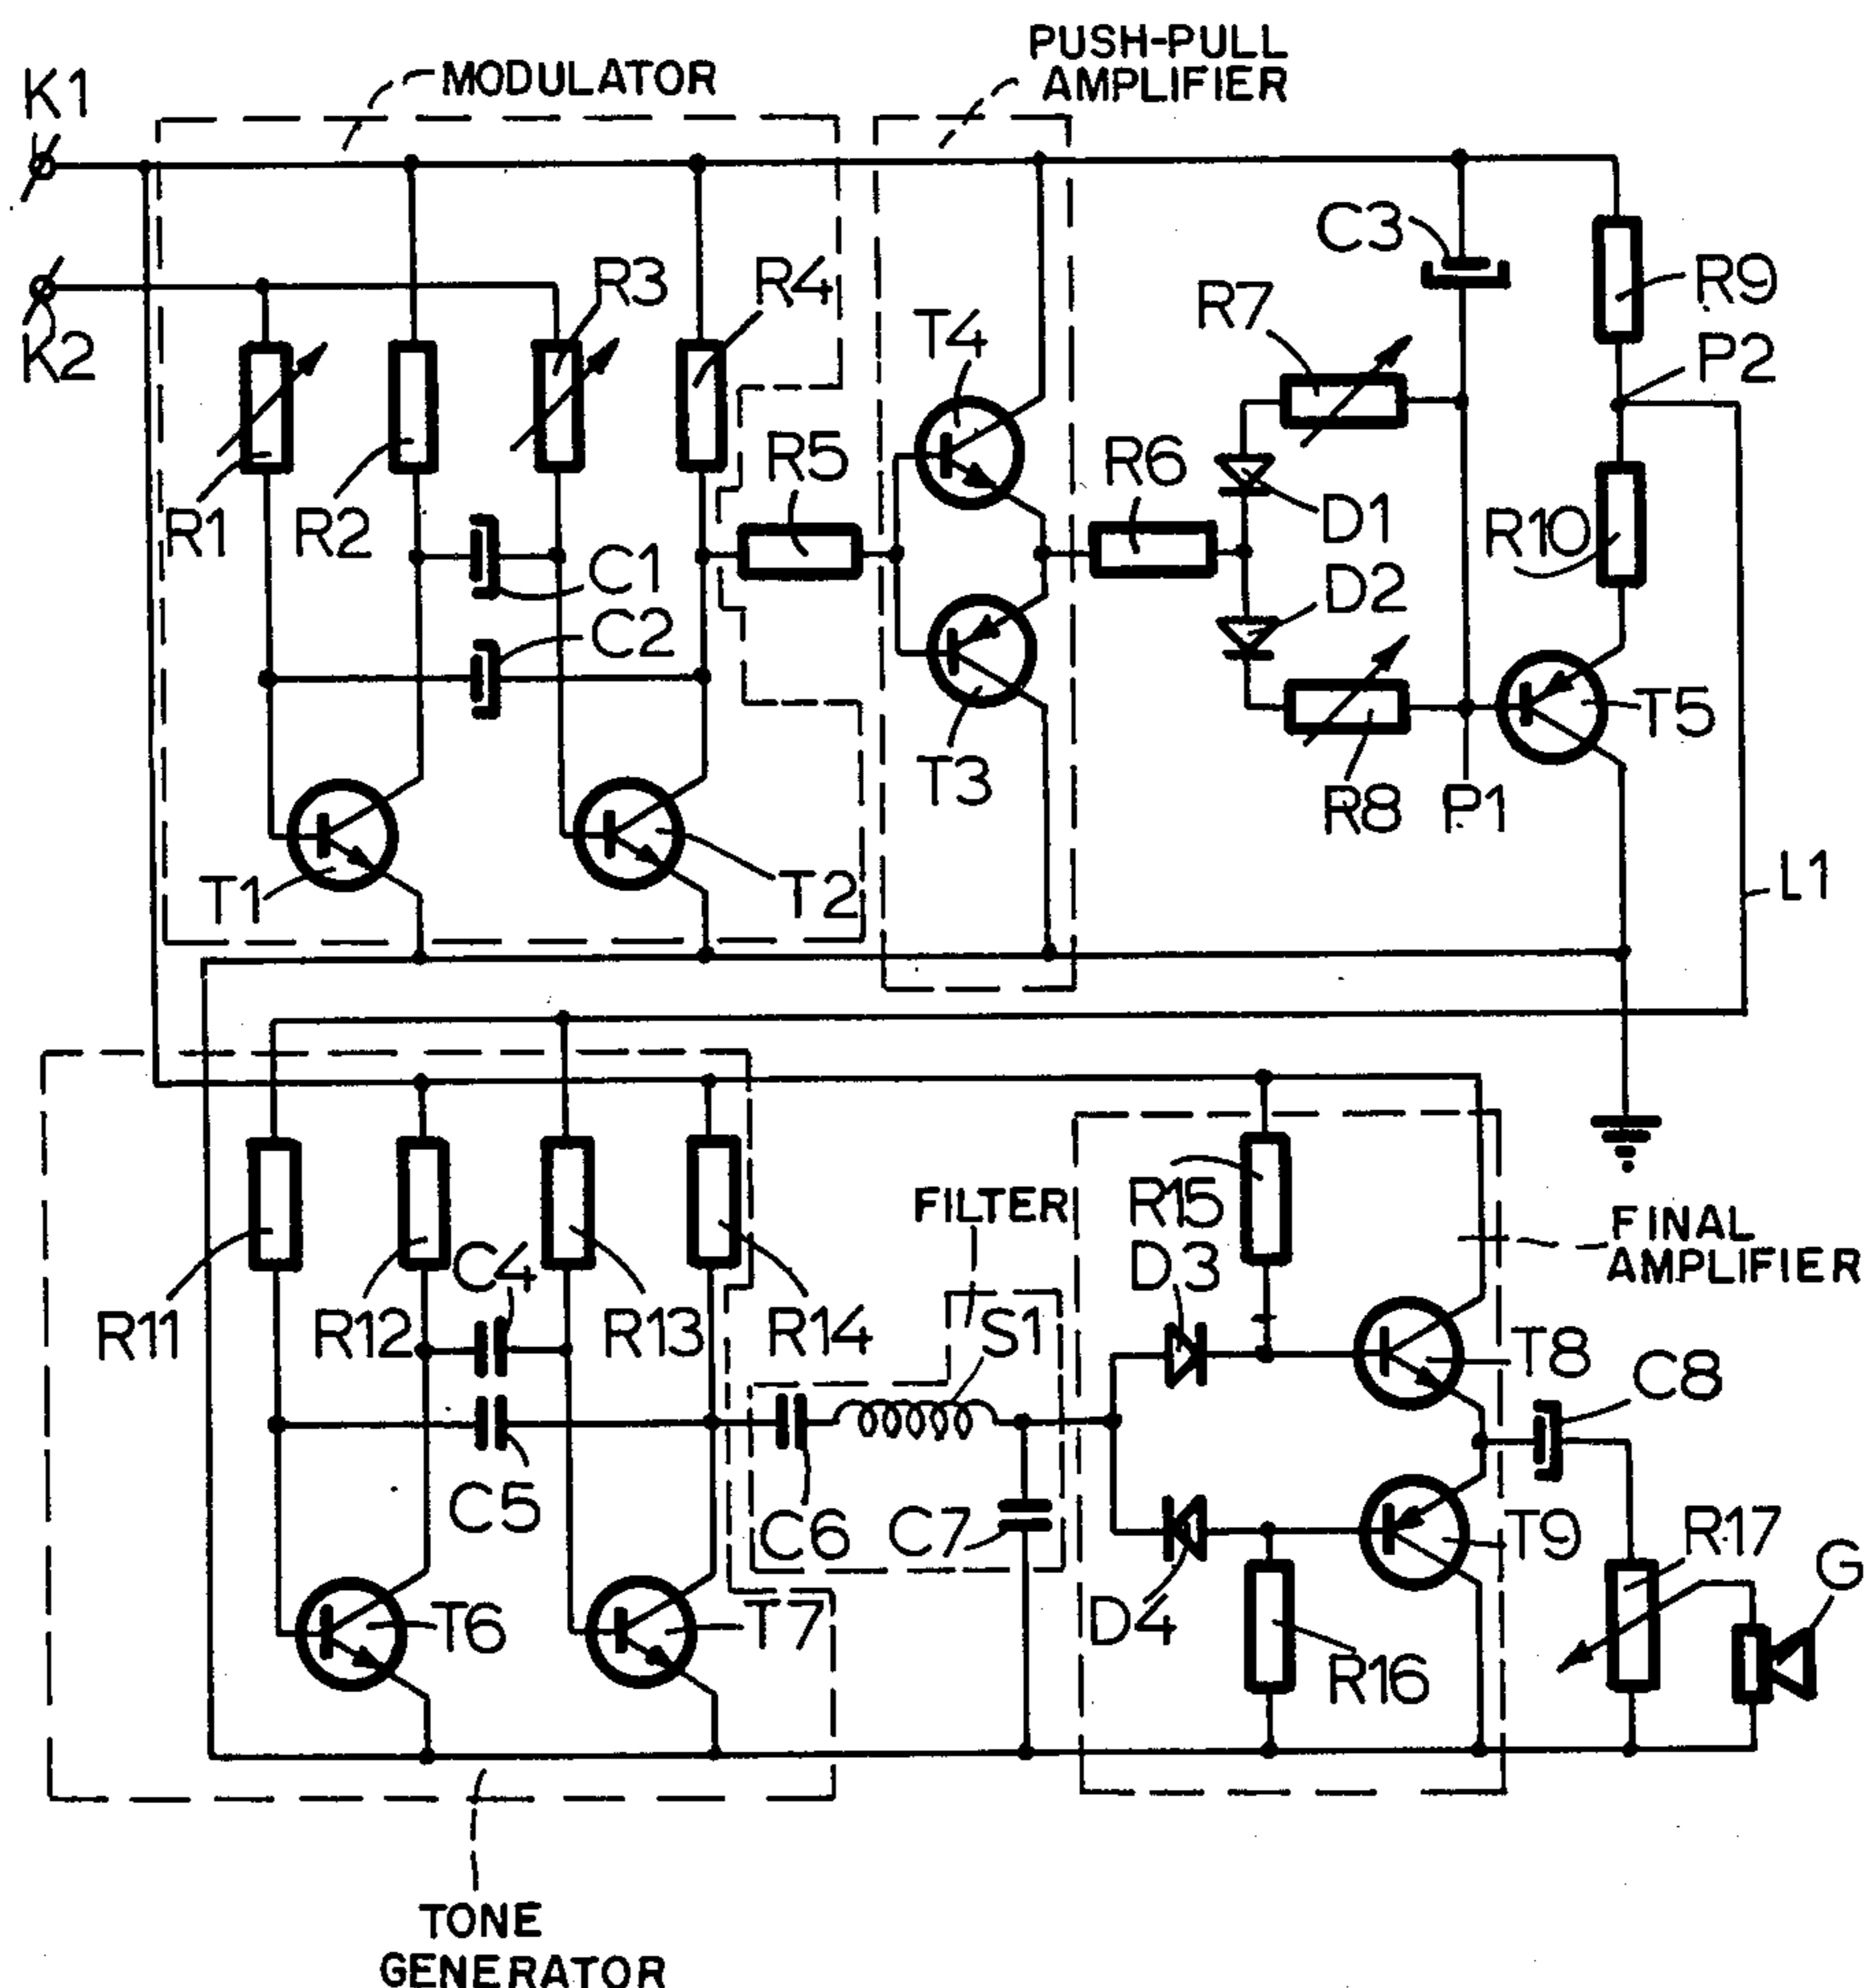 PUSH-PULL
AMPLIFIER
MODULATOR
K1
K2
R3
R4
C3
R9
R7
T4
P2
R5
R6
R1
R2
D1
R10
C1
D2
C2
T5
T3
R8
P1
T1
T2
L1
FILTER
R15
FINAL
AMPLIFIER
C4
D3
R11
R12
R13
R14
S1
T8
C8
C5
C6
C7
T9
R17
G
T6
T7
D4
R16
TONE
GENERATOR